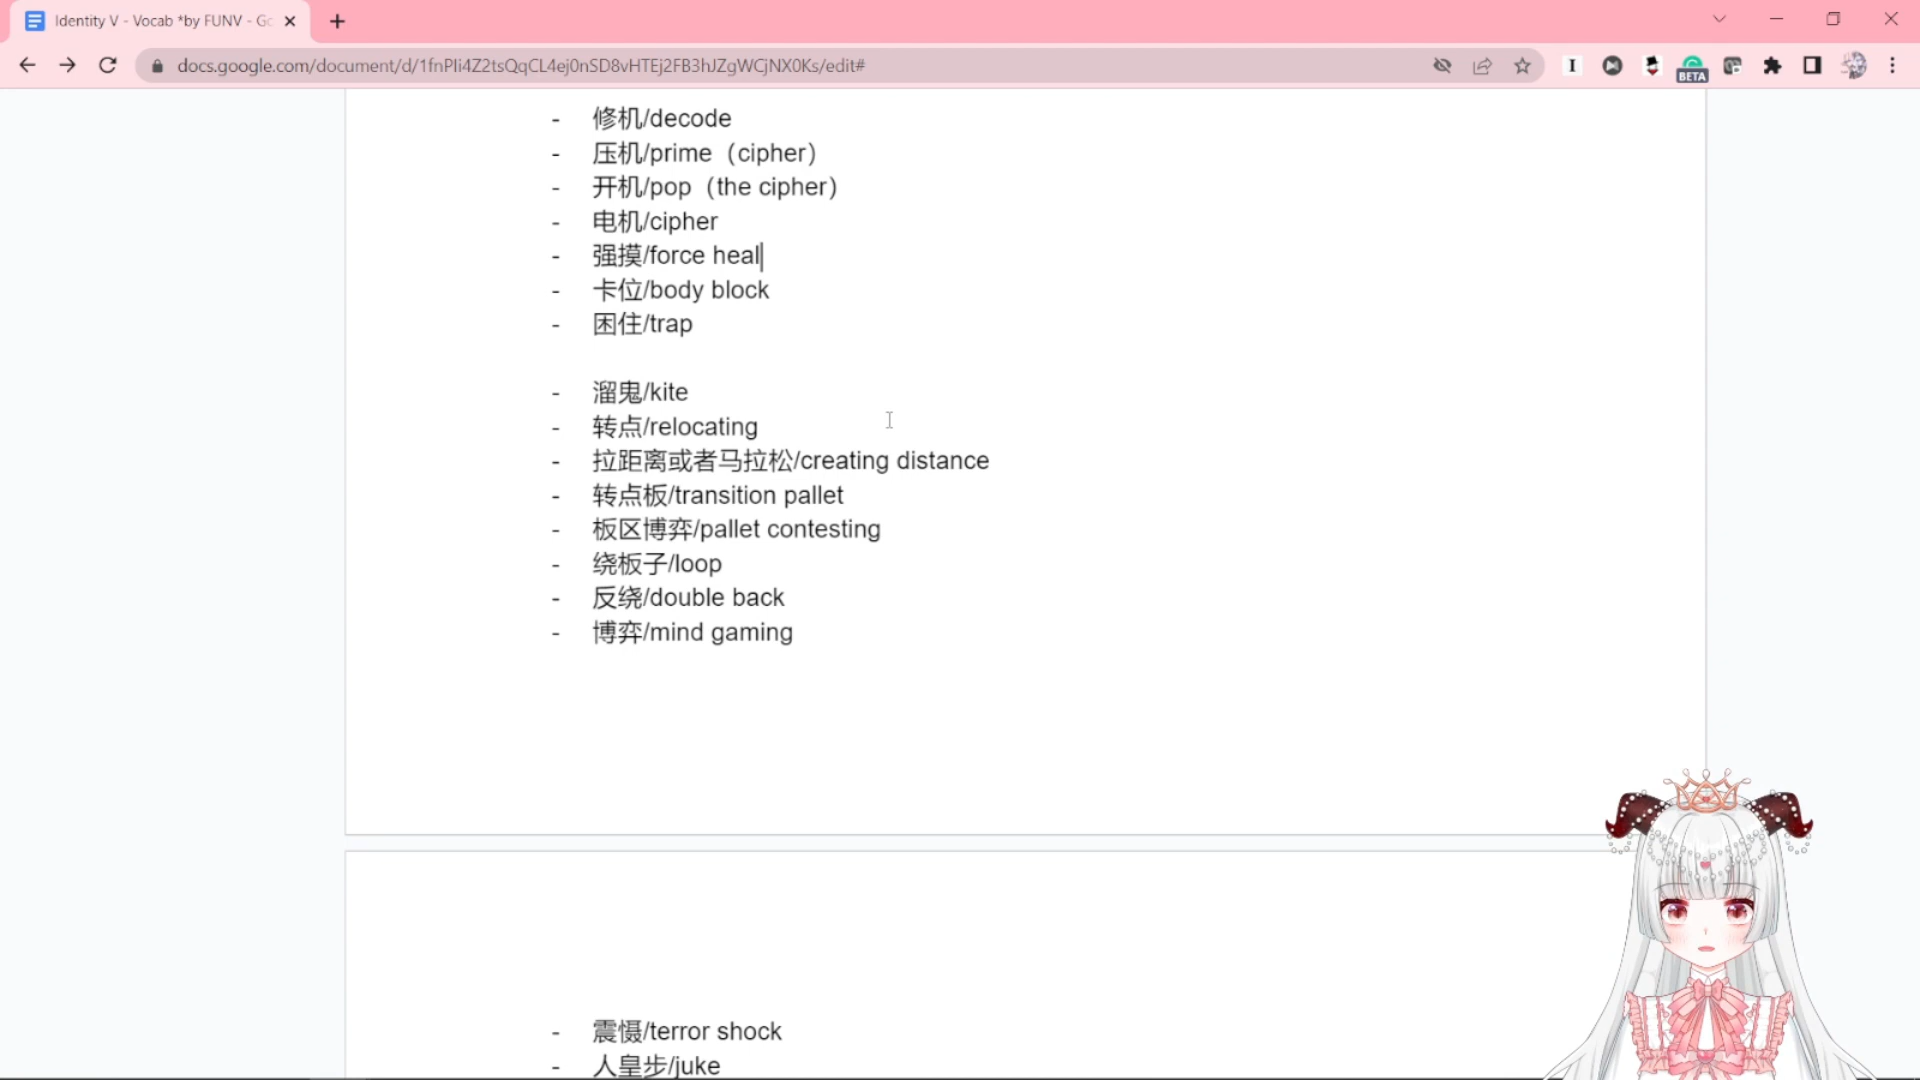 Identity V - Vocab *by FUNV - Go
docs.google.com/document/d/1fnPli4Z2tsQqCL4ej0nSD8vHTEj2FB3hJZgWCjNX0Ks/edit#
BETA
- 修机/decode
- 压机/prime（cipher）
- 开机/pop（the cipher）
- 电机/cipher
- 强摸/force heal
- 卡位/body block
- 困住/trap
- 溜鬼/kite
- 转点/relocating
- 拉距离或者马拉松/creating distance
- 转点板/transition pallet
- 板区博弈/pallet contesting
- 绕板子/loop
- 反绕/double back
- 博弈/mind gaming
- 震慑/terror shock
- 人皇步/juke